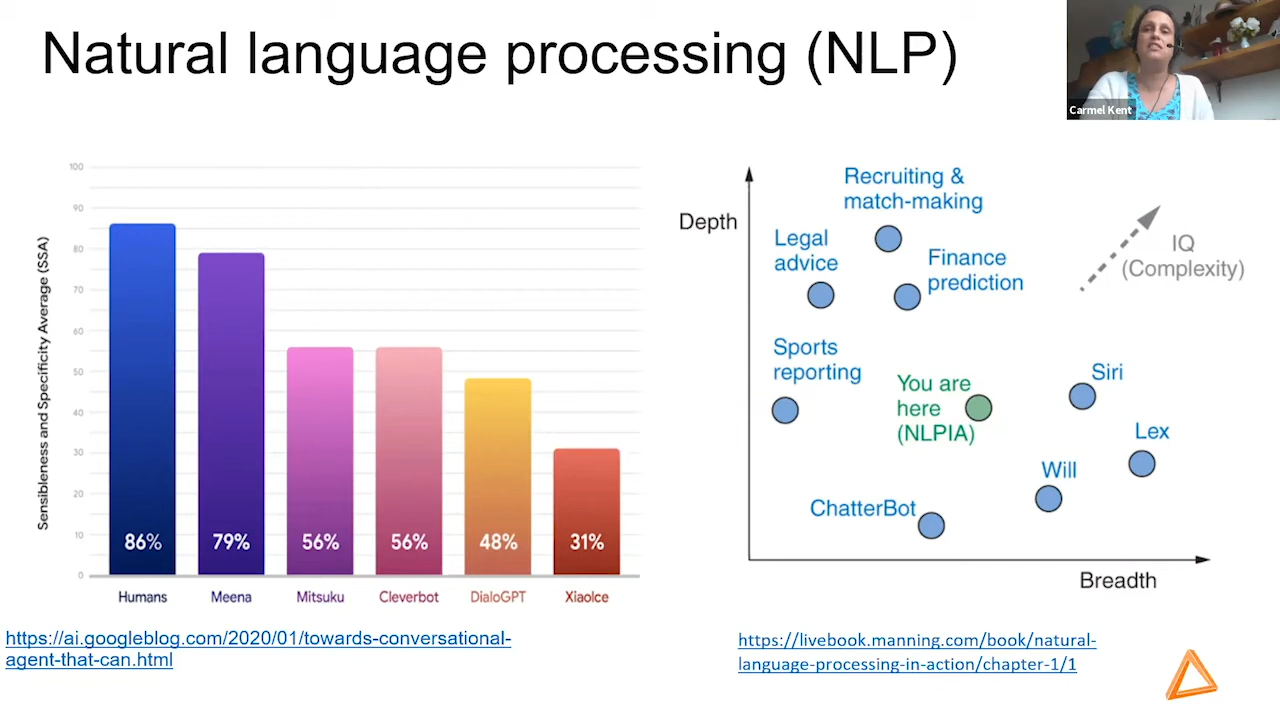 Natural language processing (NLP)
Carmel Kent
Sensibleness and Specificity Average (SSA)
100
90
80
70
60
50
40
30
20
10
0
86%
79%
56%
56%
48%
31%
Humans
Meena
Mitsuku
Cleverbot
DialoGPT
XiaoIce
https://ai.googleblog.com/2020/01/towards-conversational-
agent-that-can.html
Depth
Recruiting &
match-making
Legal
advice
Finance
prediction
IQ
(Complexity)
Sports
reporting
You are
here
(NLPIA)
Siri
Lex
Will
ChatterBot
Breadth
https://livebook.manning.com/book/natural-
language-processing-in-action/chapter-1/1